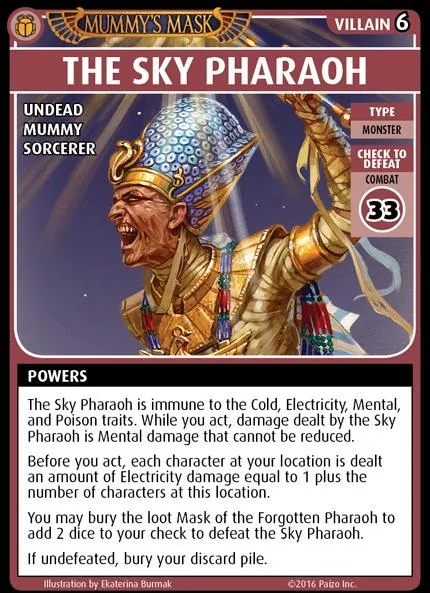 MUMMY'S MASK
VILLAIN 6
THE SKY PHARAOH
UNDEAD
MUMMY
SORCERER
TYPE
MONSTER
CHECK TO
DEFEAT
COMBAT
33
POWERS
The Sky Pharaoh is immune to the Cold, Electricity, Mental,
and Poison traits. While you act, damage dealt by the Sky
Pharaoh is Mental damage that cannot be reduced.
Before you act, each character at your location is dealt
an amount of Electricity damage equal to 1 plus the
number of characters at this location.
You may bury the loot Mask of the Forgotten Pharaoh to
add 2 dice to your check to defeat the Sky Pharaoh.
If undefeated, bury your discard pile.
Illustration by Ekaterina Burmak
©2016 Paizo Inc.